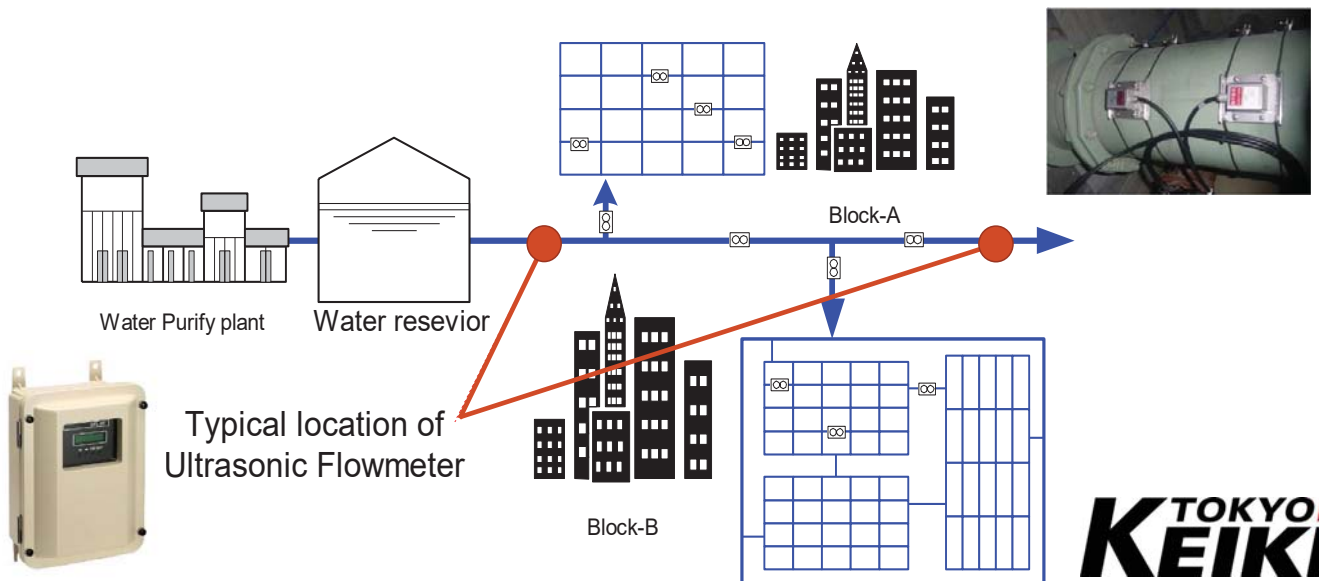 Block-A
Water Purify plant
Water resevior
Typical location of
Ultrasonic Flowmeter
Block-B
TOKYO
KEIKI